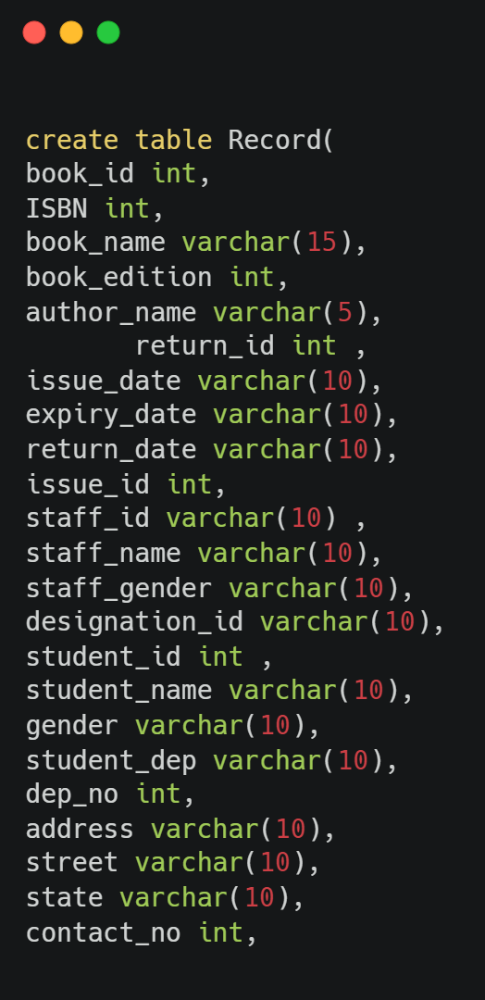 create table Record(
book_id int,
ISBN int,
book_name varchar(15),
book_edition int,
author_name varchar(5),
return_id int ,
issue_date varchar(10),
expiry_date varchar(10),
return_date varchar(10),
issue_id int,
staff_id varchar(10) ,
staff_name varchar(10),
staff_gender varchar(10),
designation_id varchar(10),
student_id int ,
student_name varchar(10),
gender varchar(10),
student_dep varchar(10),
dep_no int,
address varchar(10),
street varchar(10),
state varchar(10),
contact_no int,